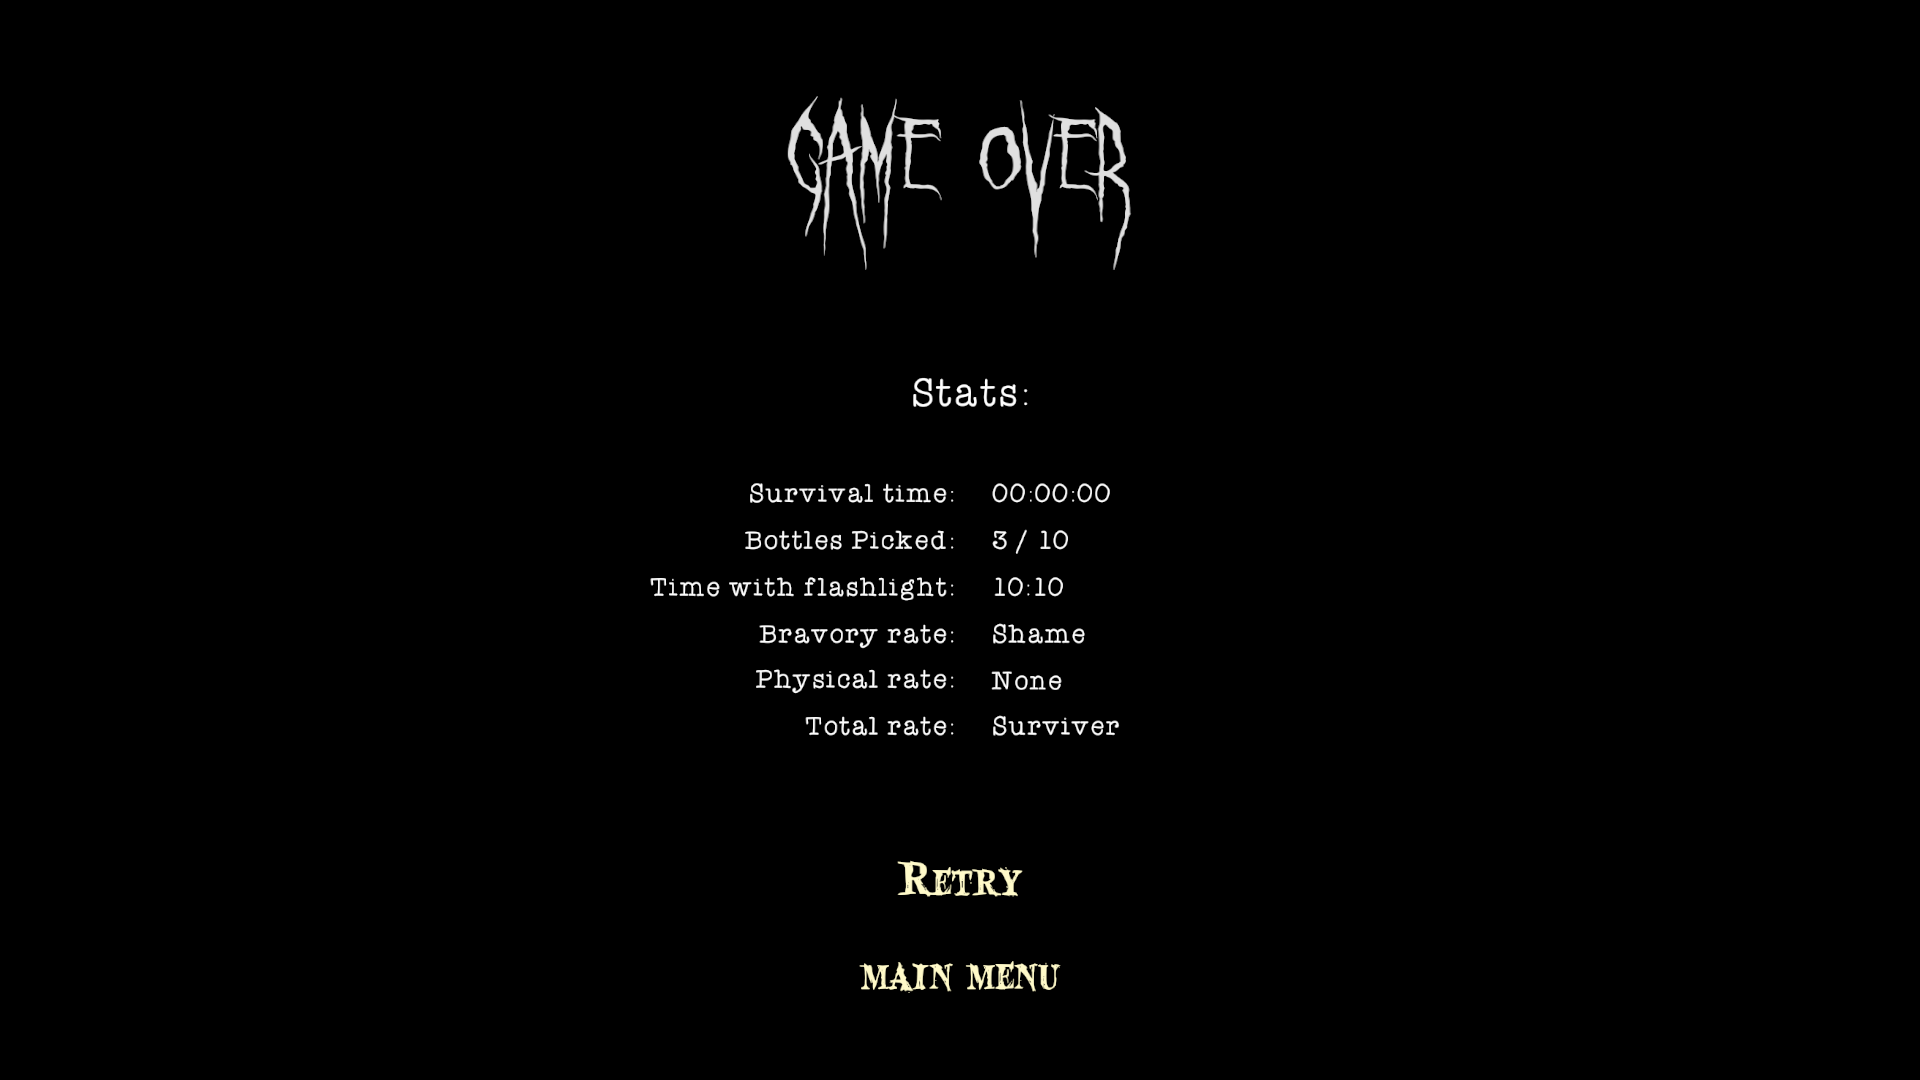 GAME OVER
Stats:
Survival time: 00:00:00
Bottles Picked: 3 / 10
Time with flashlight: 10:10
Bravory rate: Shame
Physical rate: None
Total rate: Surviver
RETRY
MAIN MENU